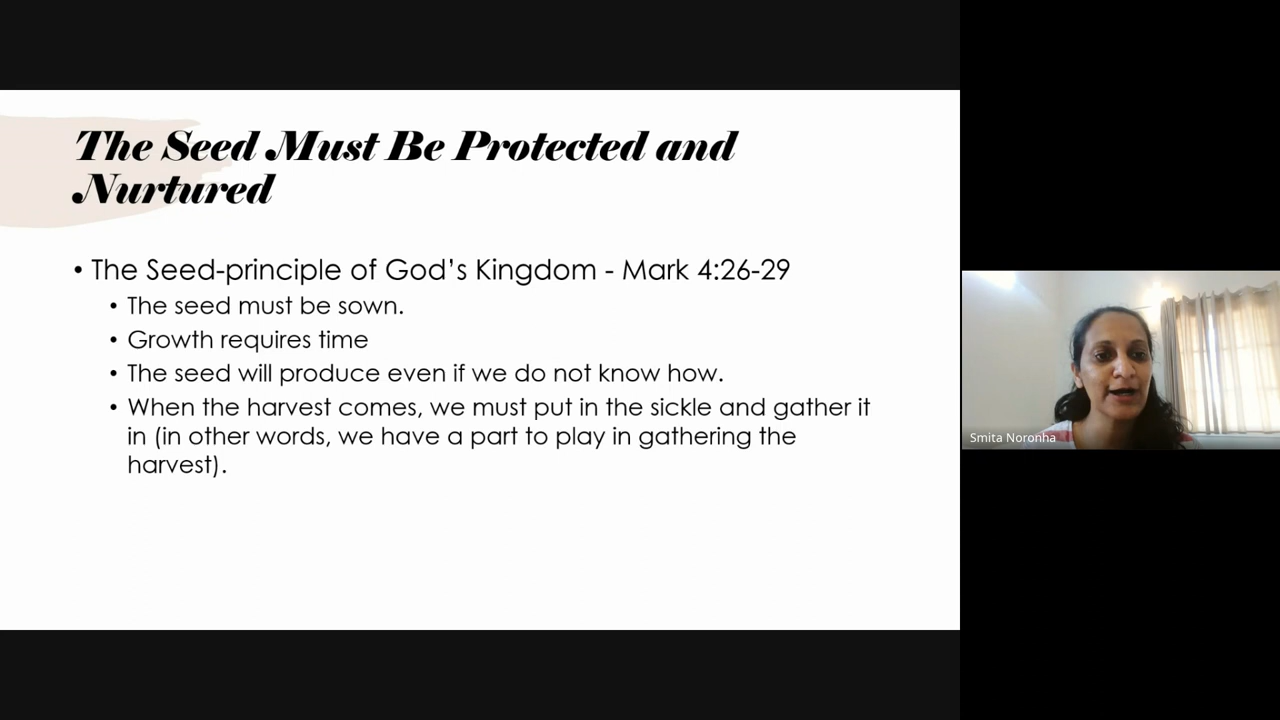 The Seed Must Be Protected and
Nurtured
• The Seed-principle of God’s Kingdom - Mark 4:26-29
• The seed must be sown.
• Growth requires time
• The seed will produce even if we do not know how.
• When the harvest comes, we must put in the sickle and gather it
in (in other words, we have a part to play in gathering the
harvest).
Smita Noronha